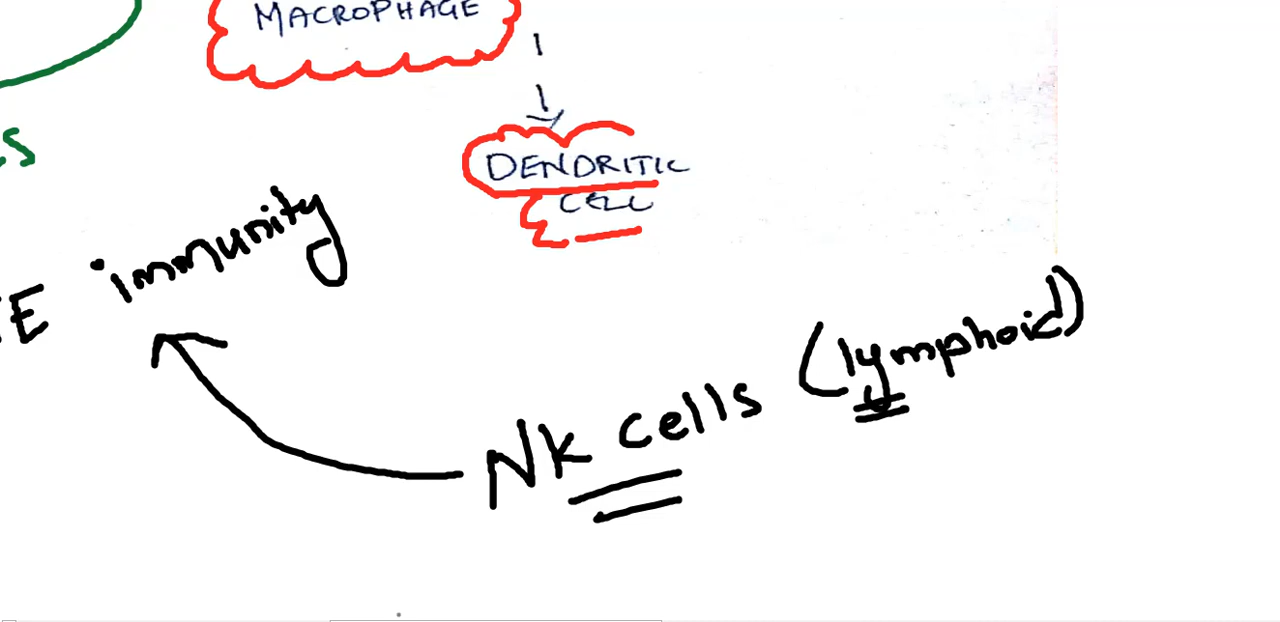 MACROPHAGE
DENDRITIC
CELL
S
E immunity
NK cells (lymphoid)